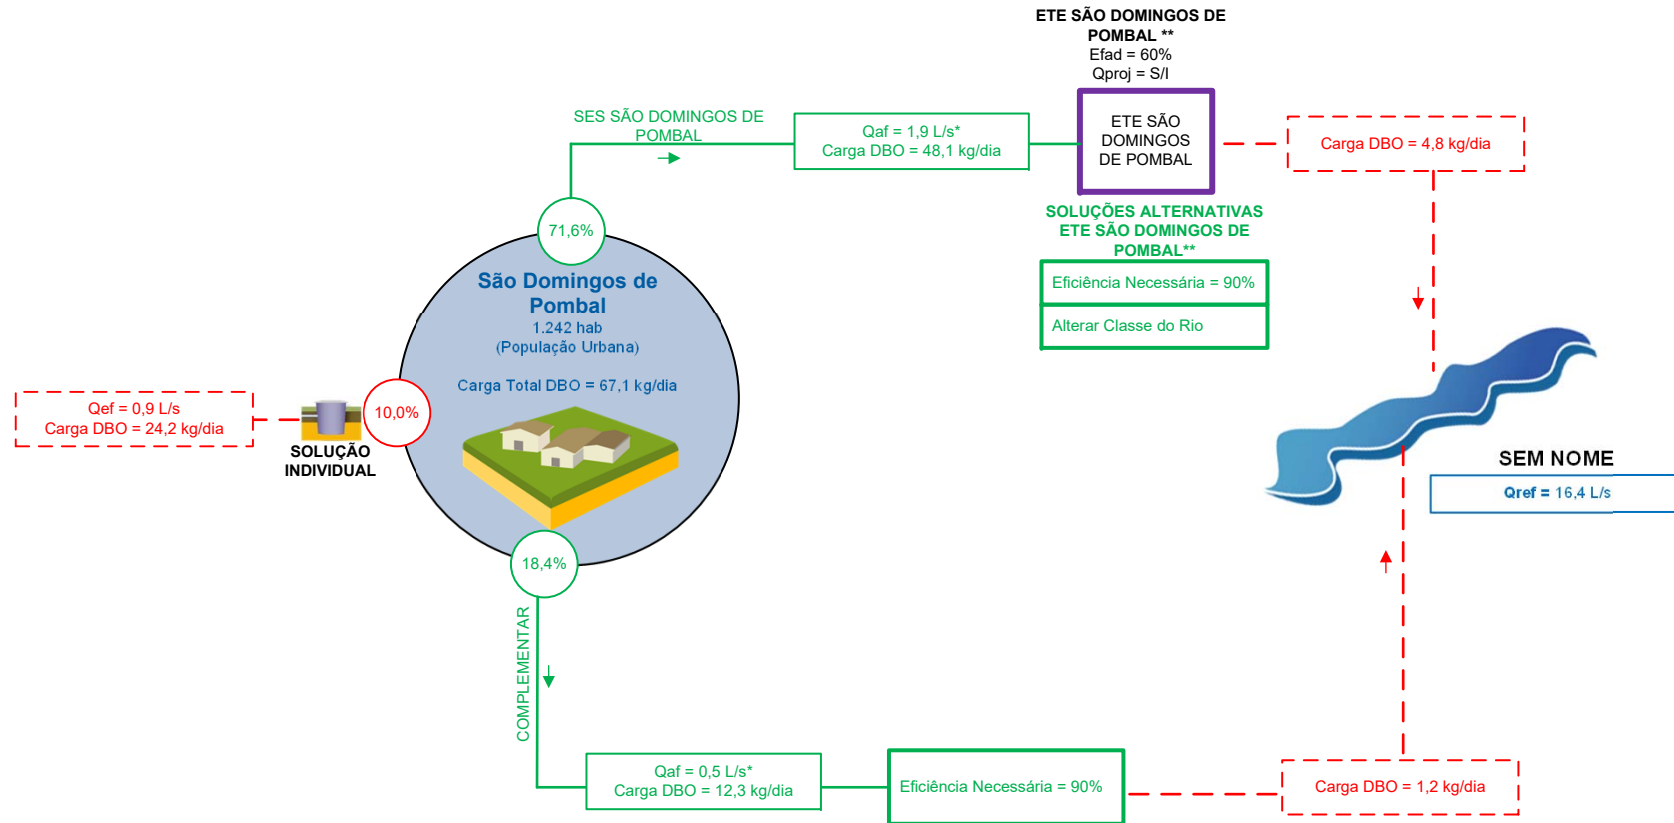 ETE SÃO DOMINGOS DE
POMBAL **
Efad = 60%
Qproj = S/I
SES SÃO DOMINGOS DE
POMBAL
Qaf = 1,9 L/s*
Carga DBO = 48,1 kg/dia
ETE SÃO
DOMINGOS
DE POMBAL
Carga DBO = 4,8 kg/dia
SOLUÇÕES ALTERNATIVAS
ETE SÃO DOMINGOS DE
POMBAL**
Eficiência Necessária = 90%
Alterar Classe do Rio
71,6%
São Domingos de
Pombal
1.242 hab
(População Urbana)
Carga Total DBO = 67,1 kg/dia
Qef = 0,9 L/s
Carga DBO = 24,2 kg/dia
SOLUÇÃO
INDIVIDUAL
10,0%
SEM NOME
Qref = 16,4 L/s
18,4%
COMPLEMENTAR
Qaf = 0,5 L/s*
Carga DBO = 12,3 kg/dia
Eficiência Necessária = 90%
Carga DBO = 1,2 kg/dia